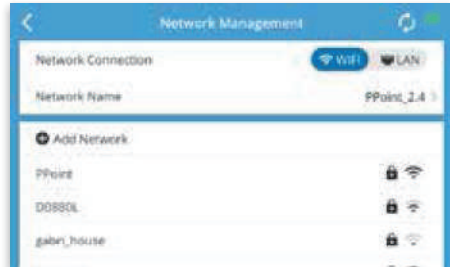 Network Management
Network Connection WIFI LAN
Network Name PPoint_2.4
Add Network
PPoint
D0880L
gabri_house